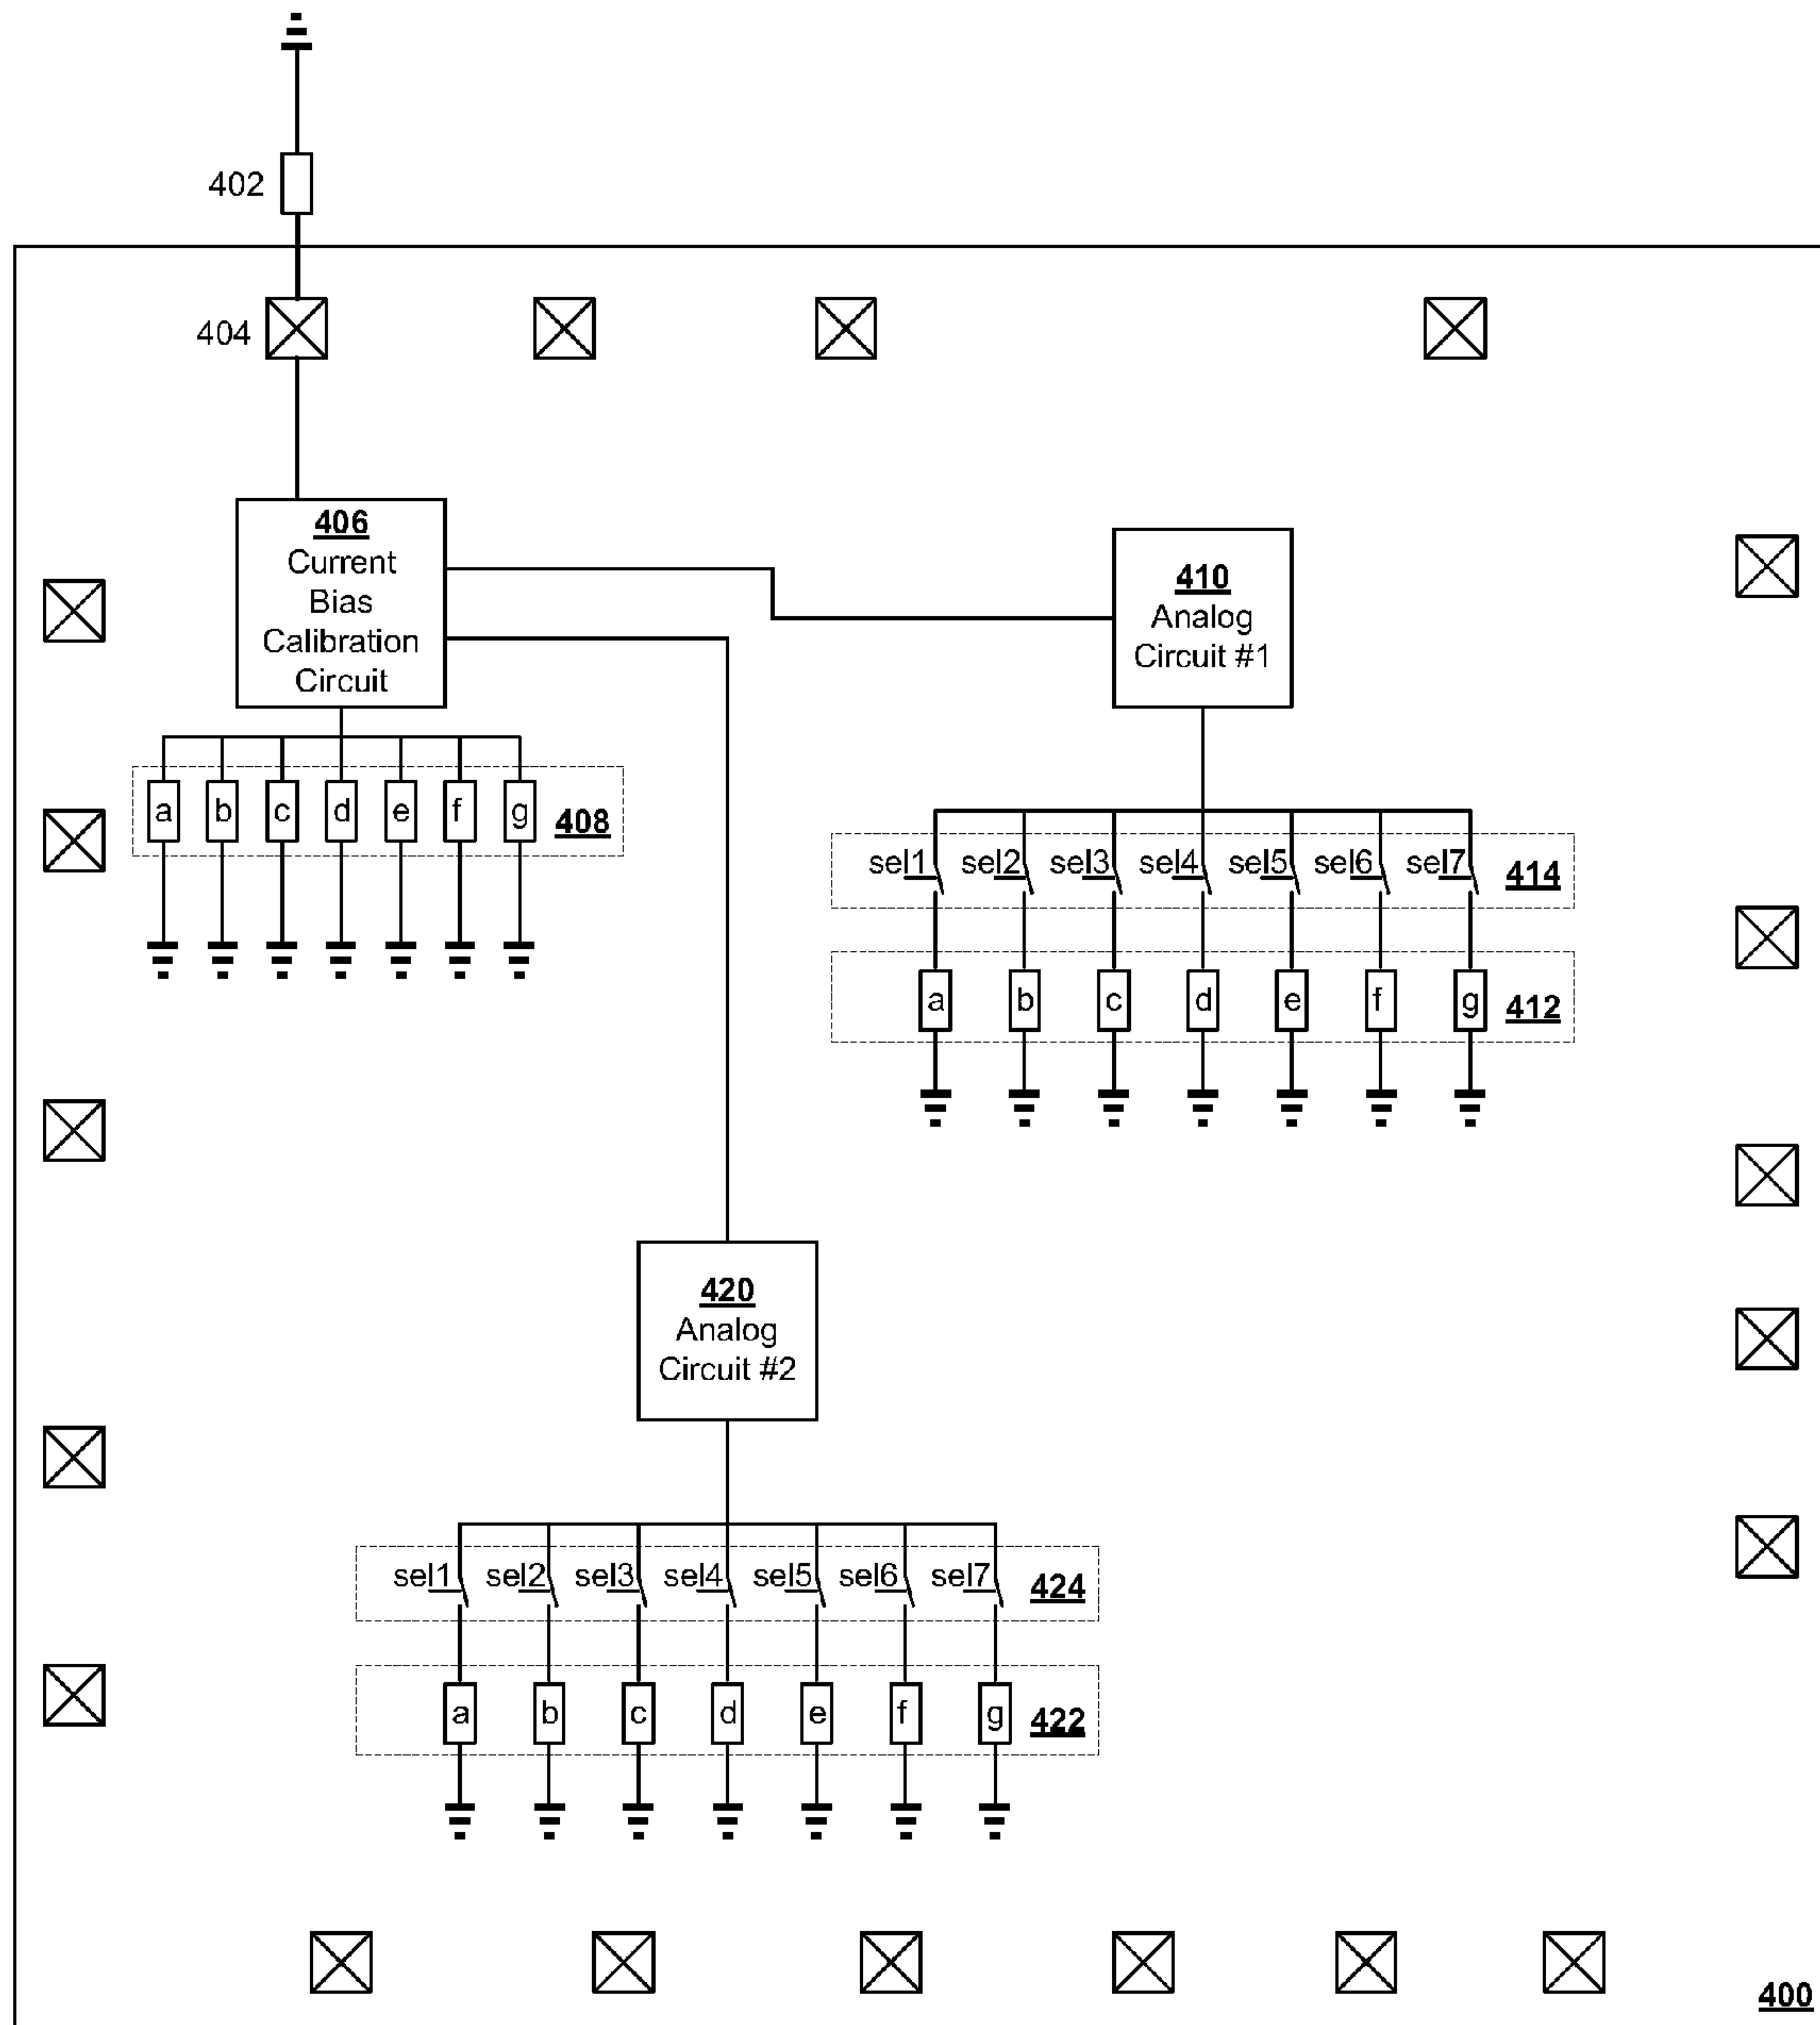 402
404
406
Current
Bias
Calibration
Circuit
410
Analog
Circuit #1
a b c d e f g 408
sel1 sel2 sel3 sel4 sel5 sel6 sel7 414
a b c d e f g 412
420
Analog
Circuit #2
sel1 sel2 sel3 sel4 sel5 sel6 sel7 424
a b c d e f g 422
400